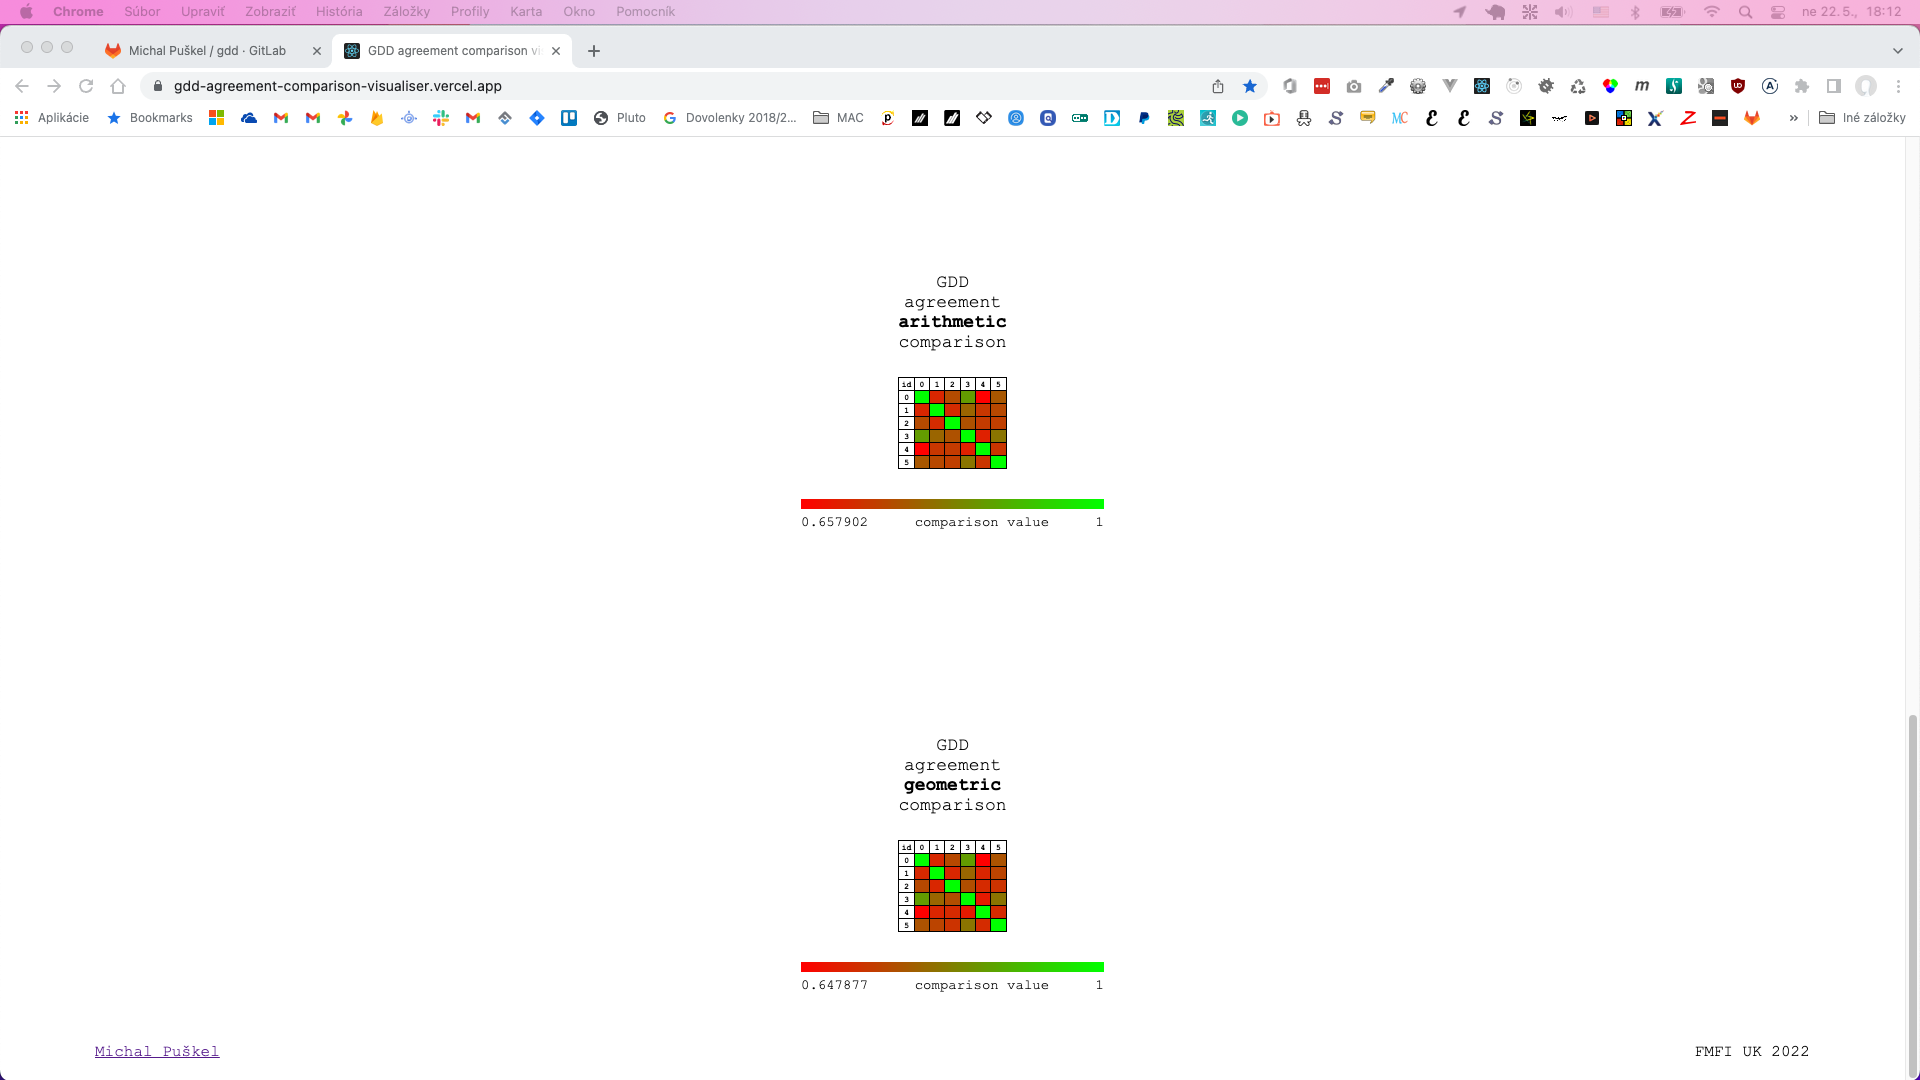 Chrome Súbor Upraviť Zobraziť História Záložky Profily Karta Okno Pomocník ne 22. 5., 18:12
Michal Puškel / gdd · GitLab GDD agreement comparison vi
gdd-agreement-comparison-visualiser.vercel.app
Aplikácie Bookmarks Pluto Dovolenky 2018/2... MAC MC » Iné záložky
GDD
agreement
arithmetic
comparison
id 0 1 2 3 4 5
0
1
2
3
4
5
0.657902 comparison value 1
GDD
agreement
geometric
comparison
id 0 1 2 3 4 5
0
1
2
3
4
5
0.647877 comparison value 1
Michal Puškel FMFI UK 2022